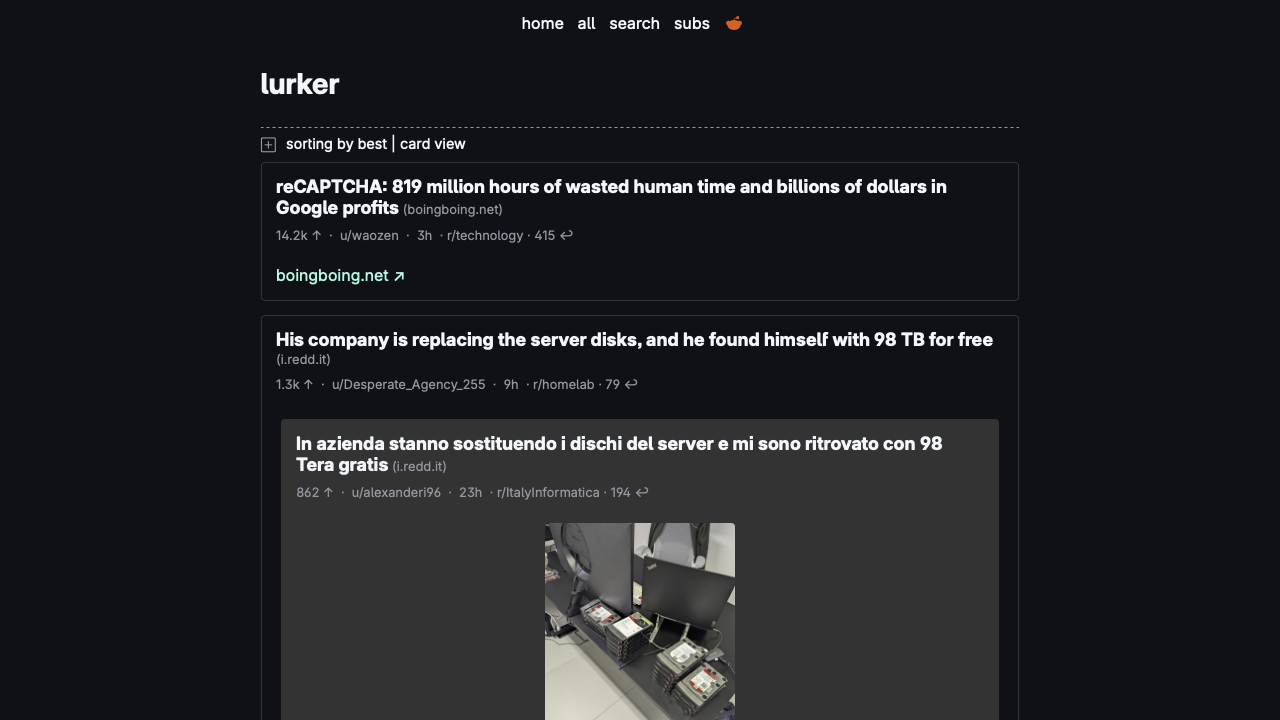 home all search subs
lurker
sorting by best | card view
reCAPTCHA: 819 million hours of wasted human time and billions of dollars in
Google profits (boingboing.net)
14.2k ↑ · u/waozen · 3h · r/technology · 415 ↩
boingboing.net ↗
His company is replacing the server disks, and he found himself with 98 TB for free
(i.redd.it)
1.3k ↑ · u/Desperate_Agency_255 · 9h · r/homelab · 79 ↩
In azienda stanno sostituendo i dischi del server e mi sono ritrovato con 98
Tera gratis (i.redd.it)
862 ↑ · u/alexanderi96 · 23h · r/ItalyInformatica · 194 ↩